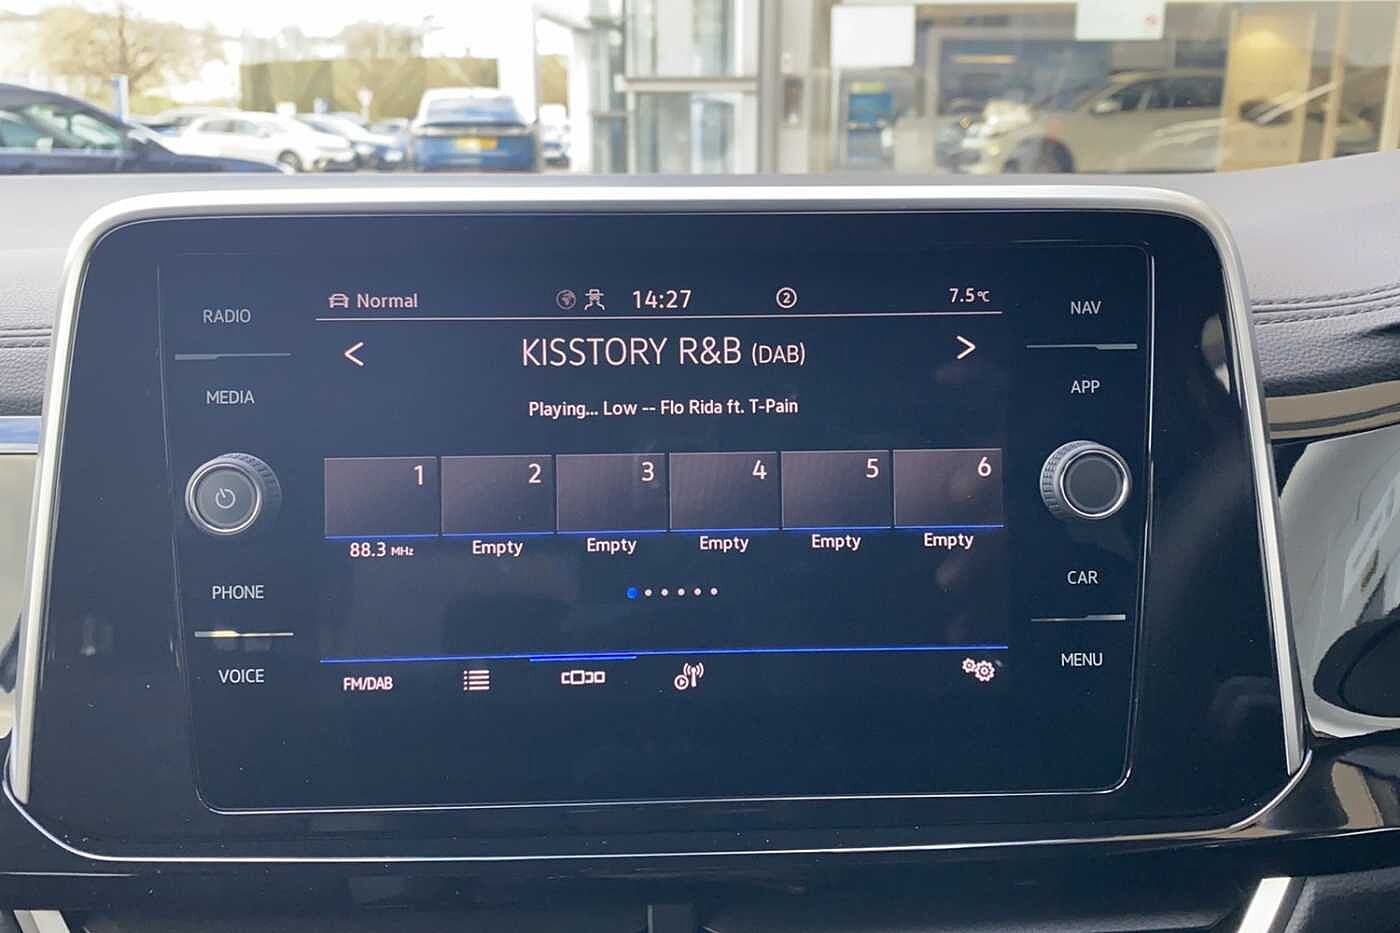 RADIO
MEDIA
PHONE
VOICE
Normal
14:27
2
7.5°C
< KISSTORY R&B (DAB) >
Playing... Low -- Flo Rida ft. T-Pain
1 2 3 4 5 6
88.3 MHz Empty Empty Empty Empty Empty
FM/DAB
NAV
APP
CAR
MENU